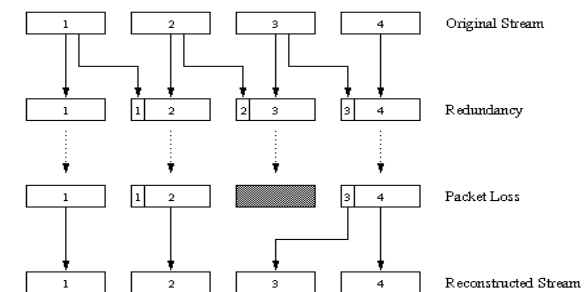 1 2 3 4 Original Stream
1 1 2 2 3 3 4 Redundancy
1 1 2 3 4 Packet Loss
1 2 3 4 Reconstructed Stream